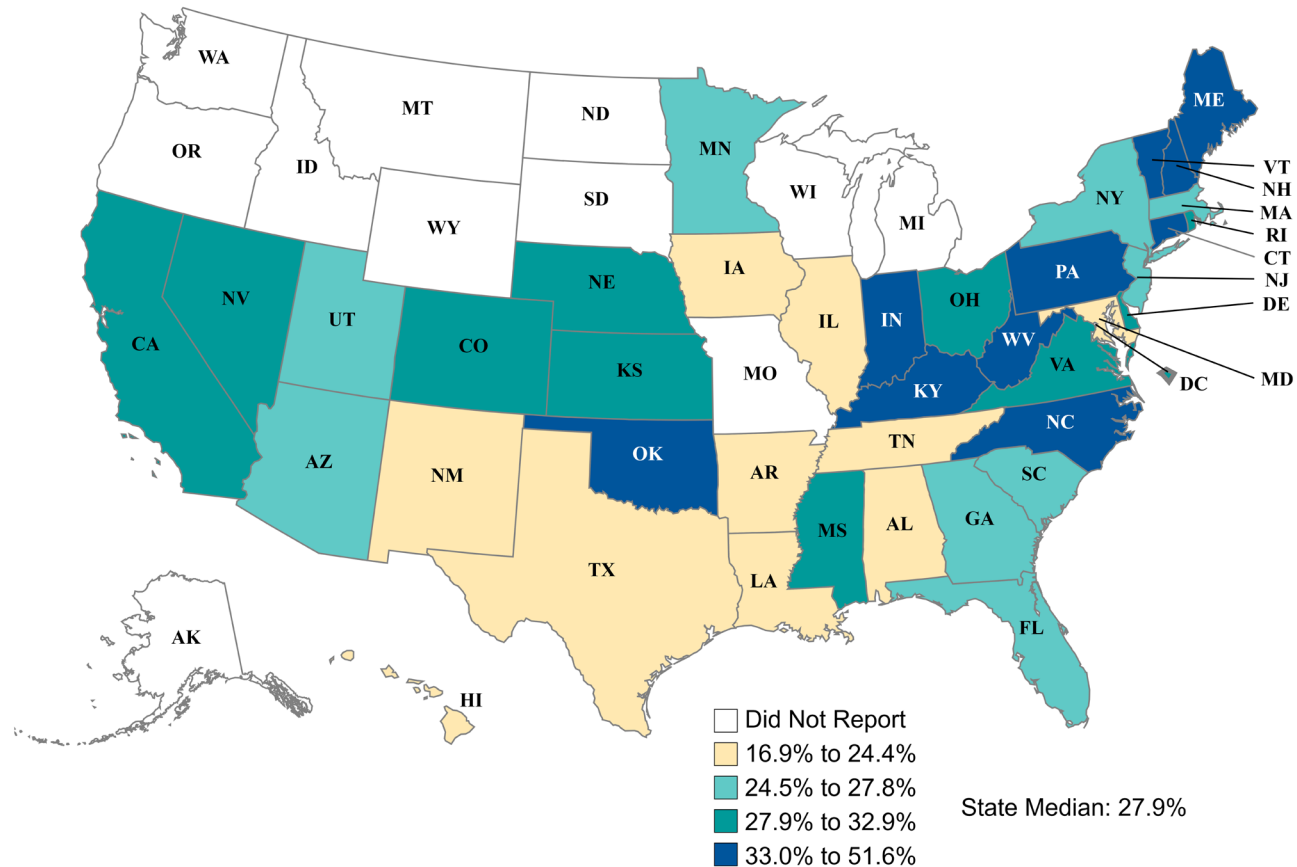 WA
MT
ND
MN
ME
OR
ID
SD
WI
MI
NY
VT
NH
MA
RI
CT
NJ
DE
MD
DC
WY
IA
NE
PA
NV
UT
CO
IL
IN
OH
WV
VA
CA
KS
MO
KY
NC
AZ
NM
OK
AR
TN
SC
TX
LA
MS
AL
GA
FL
AK
HI
Did Not Report
16.9% to 24.4%
24.5% to 27.8%
27.9% to 32.9%
33.0% to 51.6%
State Median: 27.9%